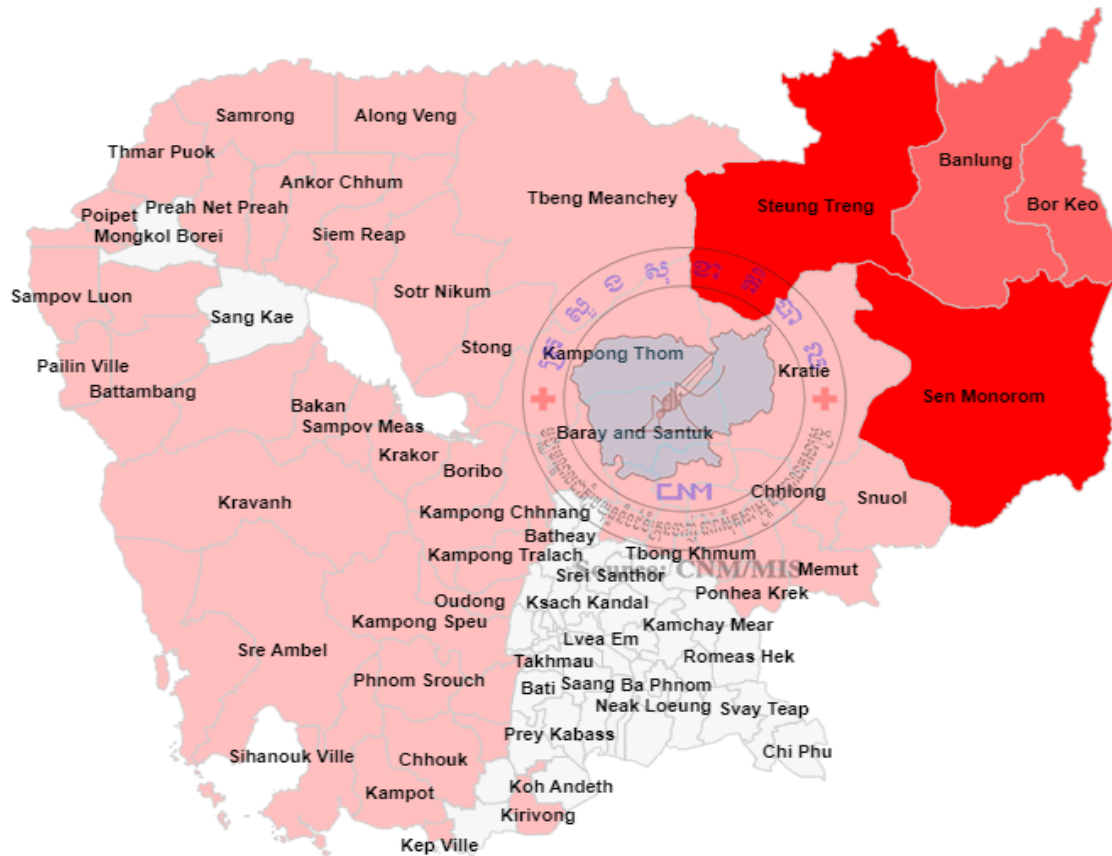 Samrong
Along Veng
Thmar Puok
Ankor Chhum
Banlung
Tbeng Meanchey
Steung Treng
Bor Keo
Poipet
Preah Net Preah
Mongkol Borei
Siem Reap
Sampov Luon
Sotr Nikum
Sang Kae
Stong
Kampong Thom
Pailin Ville
Battambang
Kratie
Sen Monorom
Bakan
Sampov Meas
Baray and Santuk
Krakor
Boribo
Kravanh
CNM
Chhlong
Snuol
Kampong Chhnang
Batheay
Kampong Tralach
Tbong Khmum
Source: CNM/MIS
Memut
Srei Santhor
Ponhea Krek
Oudong
Ksach Kandal
Kampong Speu
Kamchay Mear
Lvea Em
Sre Ambel
Takhmau
Romeas Hek
Phnom Srouch
Bati
Saang
Ba Phnom
Neak Loeung
Svay Teap
Prey Kabass
Sihanouk Ville
Chhouk
Chi Phu
Kampot
Koh Andeth
Kirivong
Kep Ville